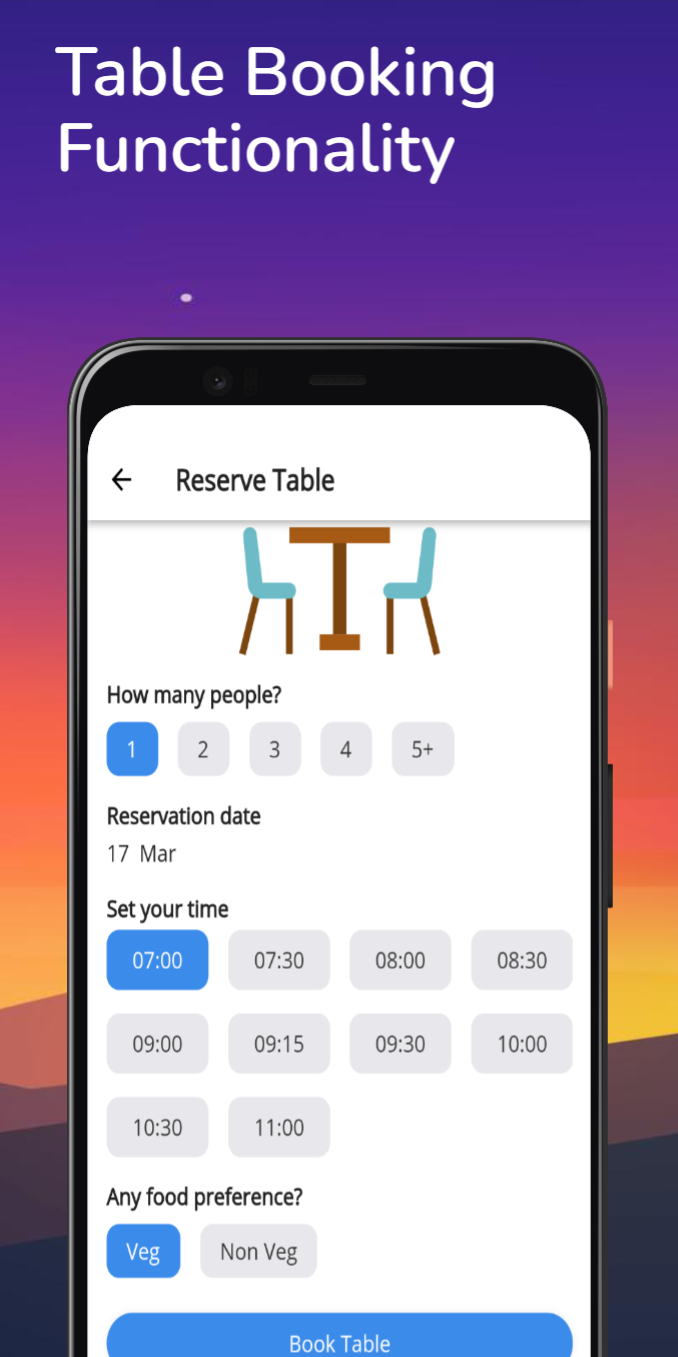 Table Booking
Functionality
Reserve Table
How many people?
1 2 3 4 5+
Reservation date
17 Mar
Set your time
07:00 07:30 08:00 08:30
09:00 09:15 09:30 10:00
10:30 11:00
Any food preference?
Veg Non Veg
Book Table